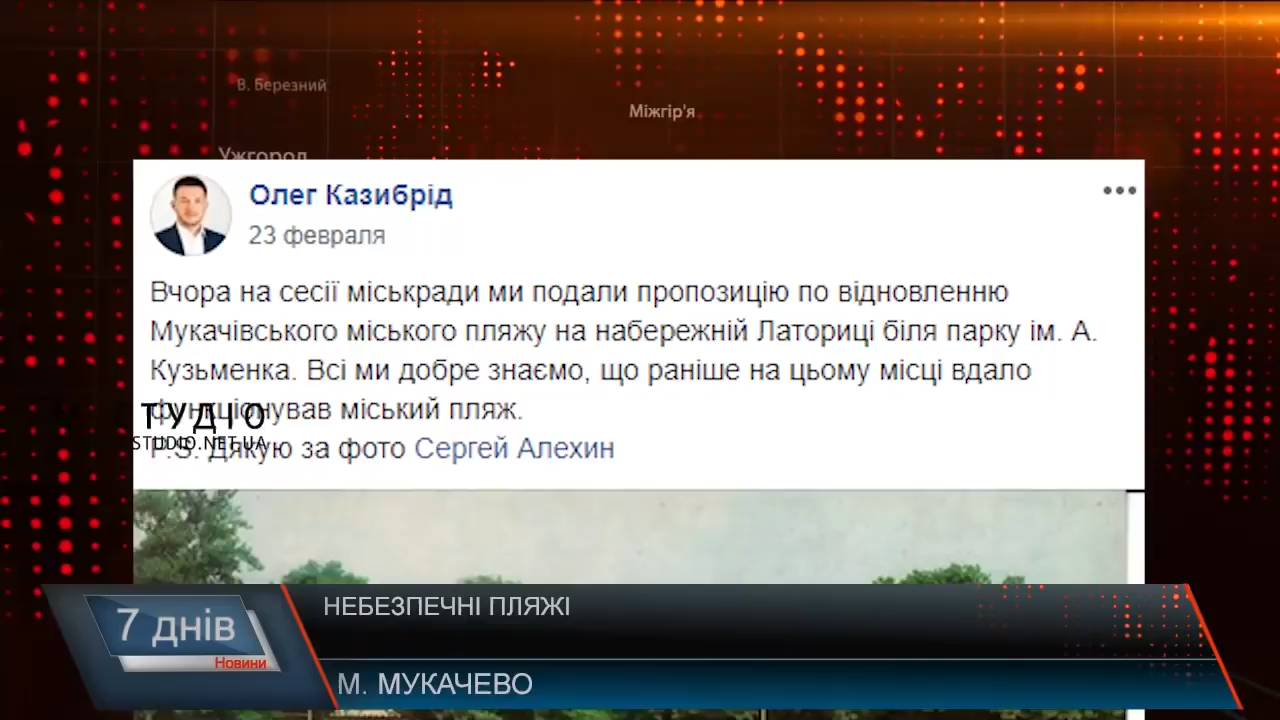 В. Березний
Міжгір'я
Ужгород
Олег Казибрід
23 февраля
Вчора на сесії міськради ми подали пропозицію по відновленню
Мукачівського міського пляжу на набережній Латориці біля парку ім. А.
Кузьменка. Всі ми добре знаємо, що раніше на цьому місці вдало
функціонував міський пляж.
ТУДІО
STUDIO.NET.UA
P.S. Дякую за фото Сергей Алехин
НЕБЕЗПЕЧНІ ПЛЯЖІ
7 днів
Новини
М. МУКАЧЕВО